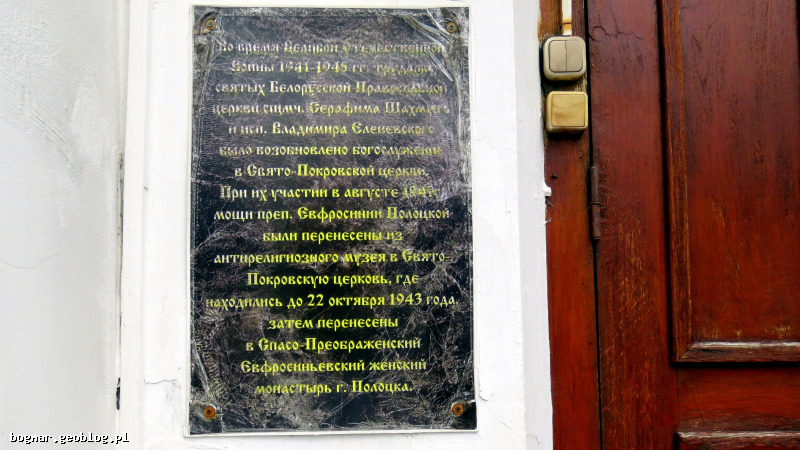 Во время Великой Отечественной
Войны 1941-1945 гг. трудами
святых Белорусской Православной
церкви сщмч. Серафима Шахмутя
и исп. Владимира Еленевского
было возобновлено богослужение
в Свято-Покровской церкви.
При их участии в августе
мощи преп. Евфросинии Полоцкой
были перенесены из
антирелигиозного музея в Свято-
Покровскую церковь, где
находились до 22 октября 1943 года,
затем перенесены
в Спасо-Преображенский
Евфросиньевский женский
монастырь г. Полоцка.
bognar.geoblog.pl